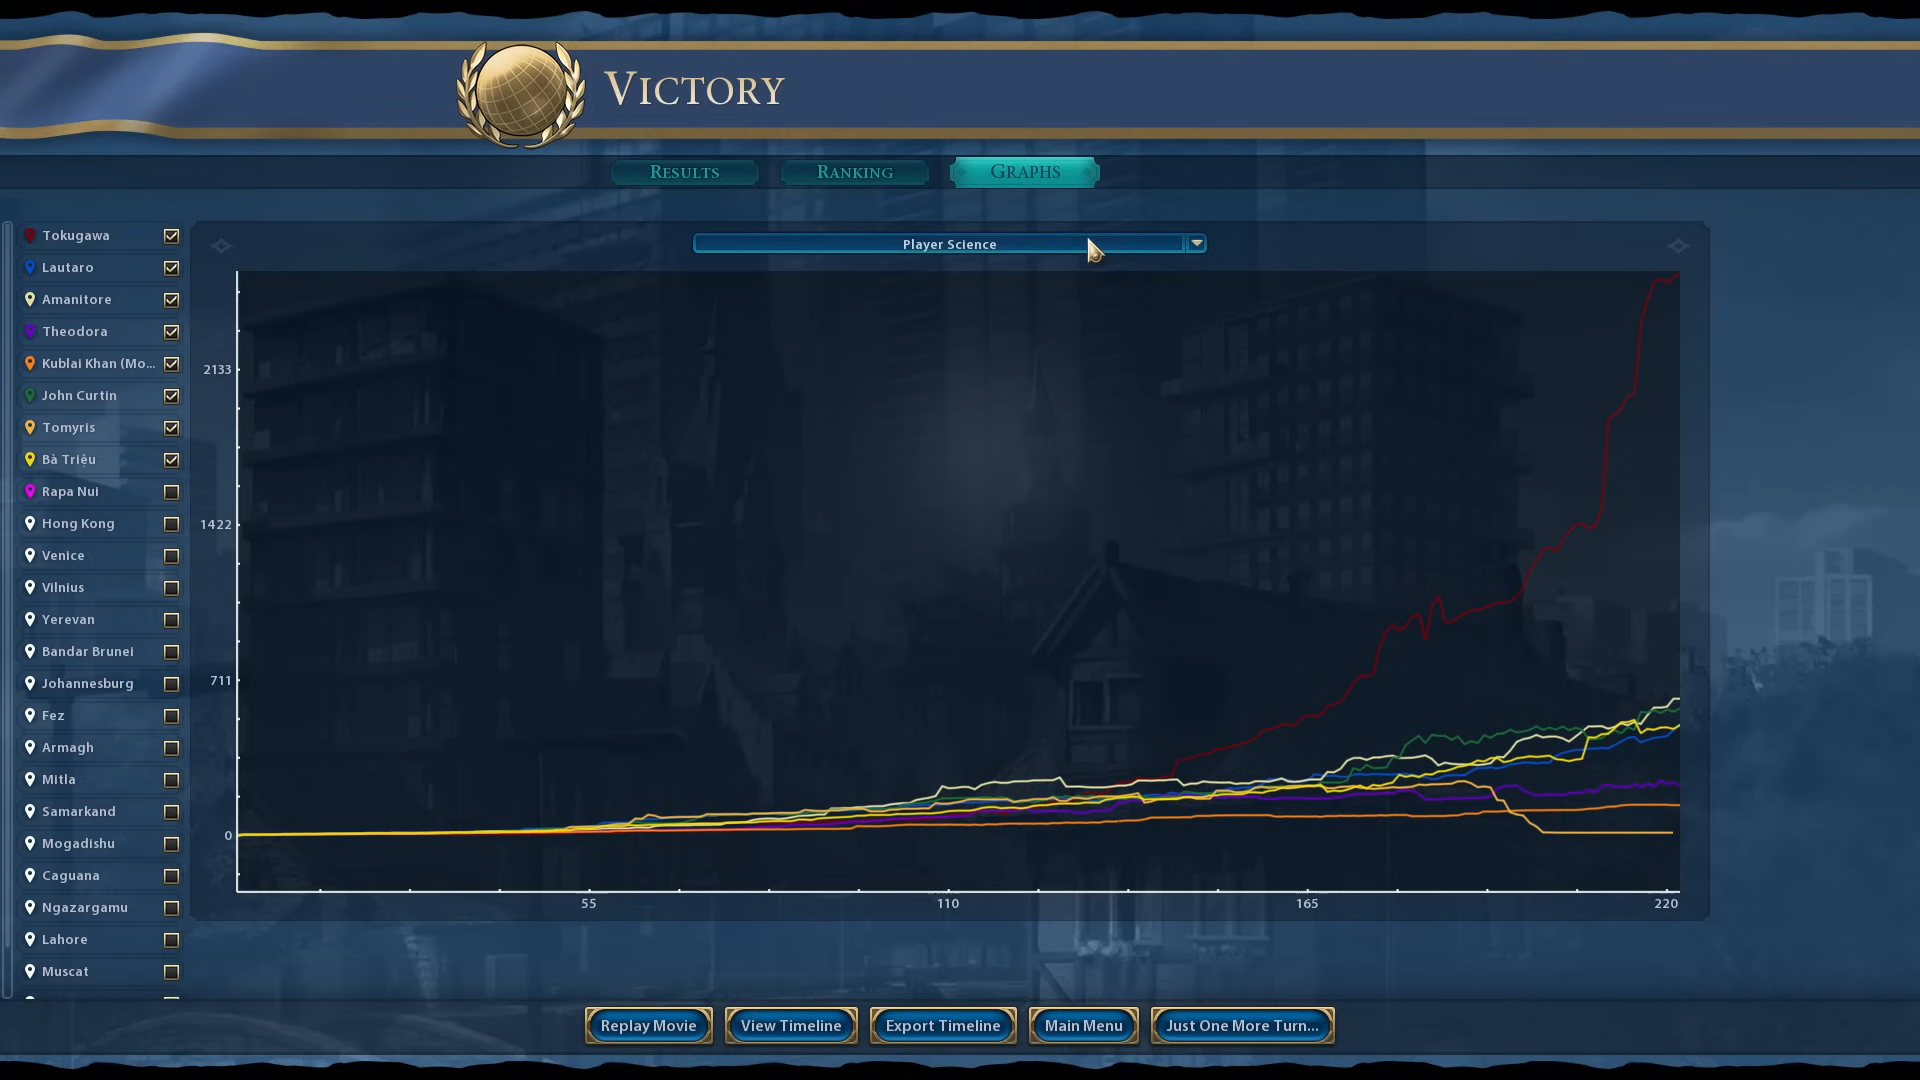 VICTORY
RESULTS
RANKING
GRAPHS
Tokugawa
Lautaro
Amanitore
Theodora
Kublai Khan (Mo...
John Curtin
Tomyris
Bà Triệu
Rapa Nui
Hong Kong
Venice
Vilnius
Yerevan
Bandar Brunei
Johannesburg
Fez
Armagh
Mitla
Samarkand
Mogadishu
Caguana
Ngazargamu
Lahore
Muscat
Player Science
2133
1422
711
0
55
110
165
220
Replay Movie
View Timeline
Export Timeline
Main Menu
Just One More Turn...